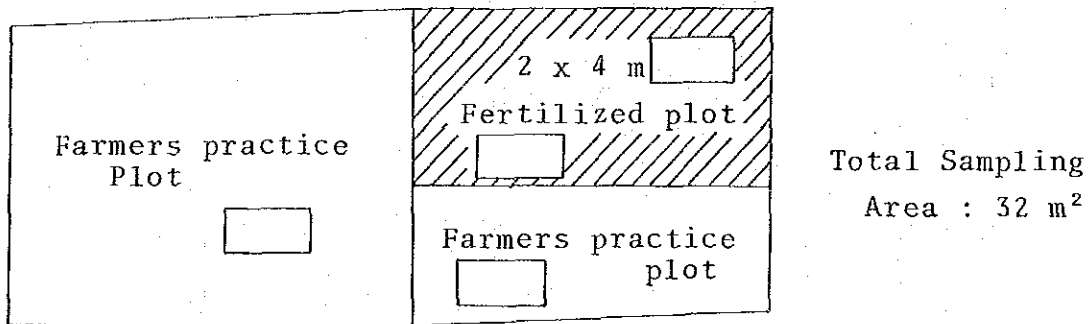 Farmers practice
Plot
2 x 4 m
Fertilized plot
Farmers practice
plot
Total Sampling
Area : 32 m²